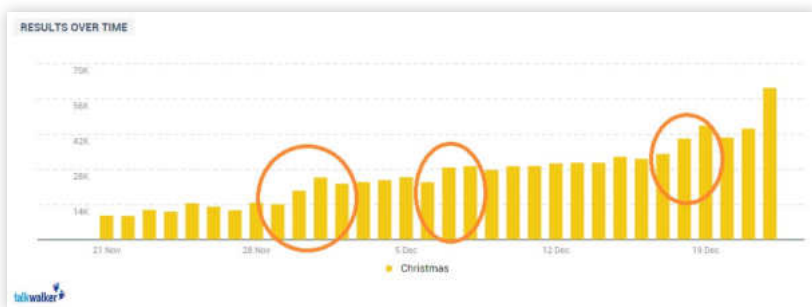 RESULTS OVER TIME
70K
56K
42K
28K
14K
21 Nov
28 Nov
5 Dec
12 Dec
19 Dec
Christmas
talkwalker